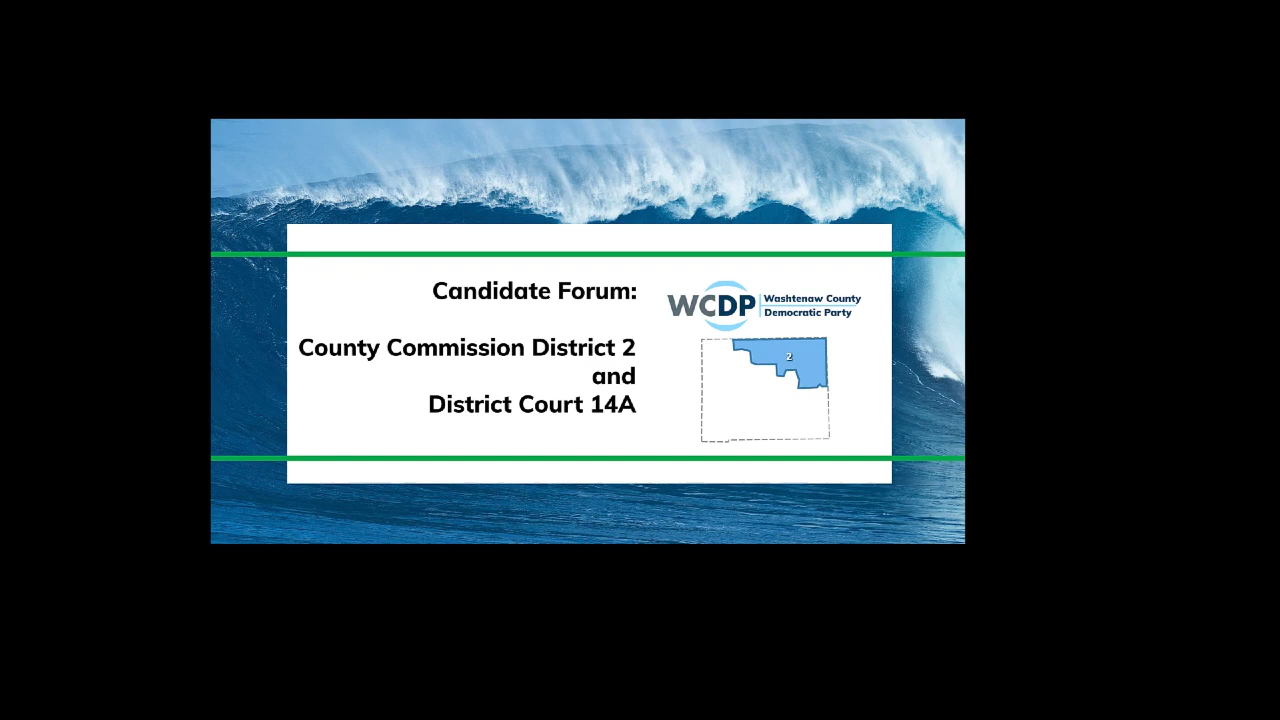 Candidate Forum:
County Commission District 2
and
District Court 14A
WCDP
Washtenaw County
Democratic Party
2